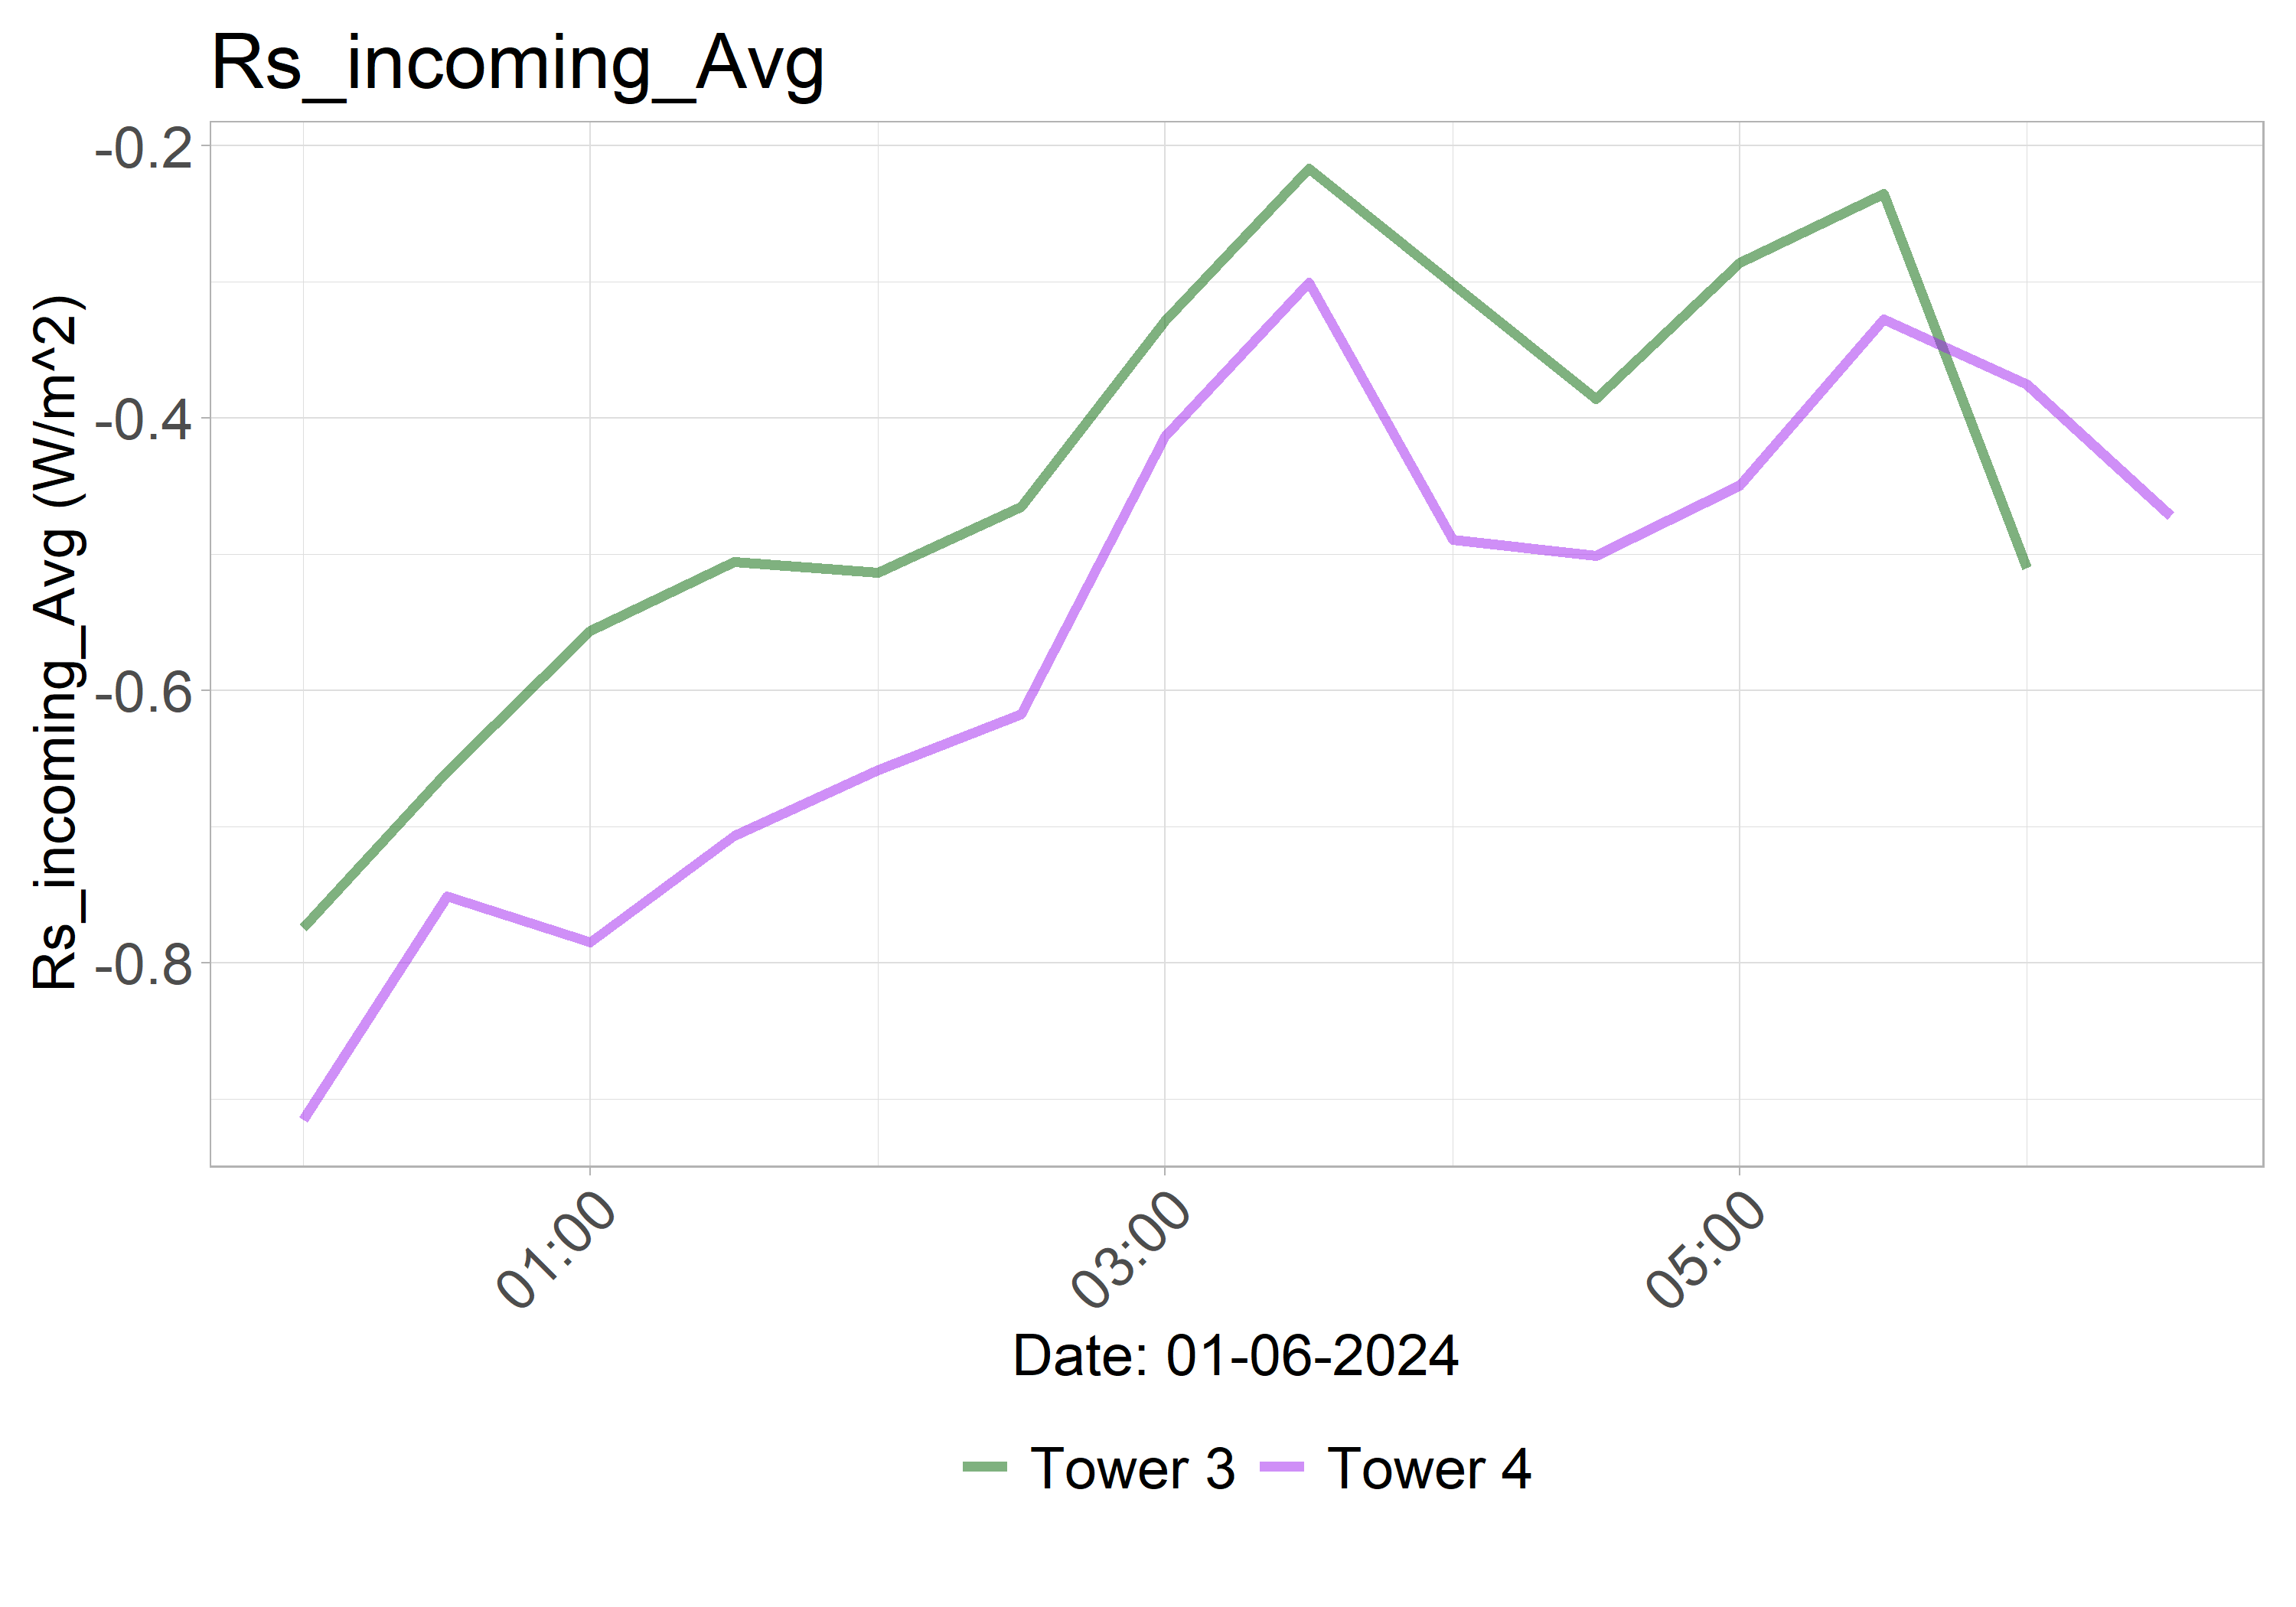 Rs_incoming_Avg
Rs_incoming_Avg (W/m^2)
-0.2
-0.4
-0.6
-0.8
01:00
03:00
05:00
Date: 01-06-2024
Tower 3
Tower 4